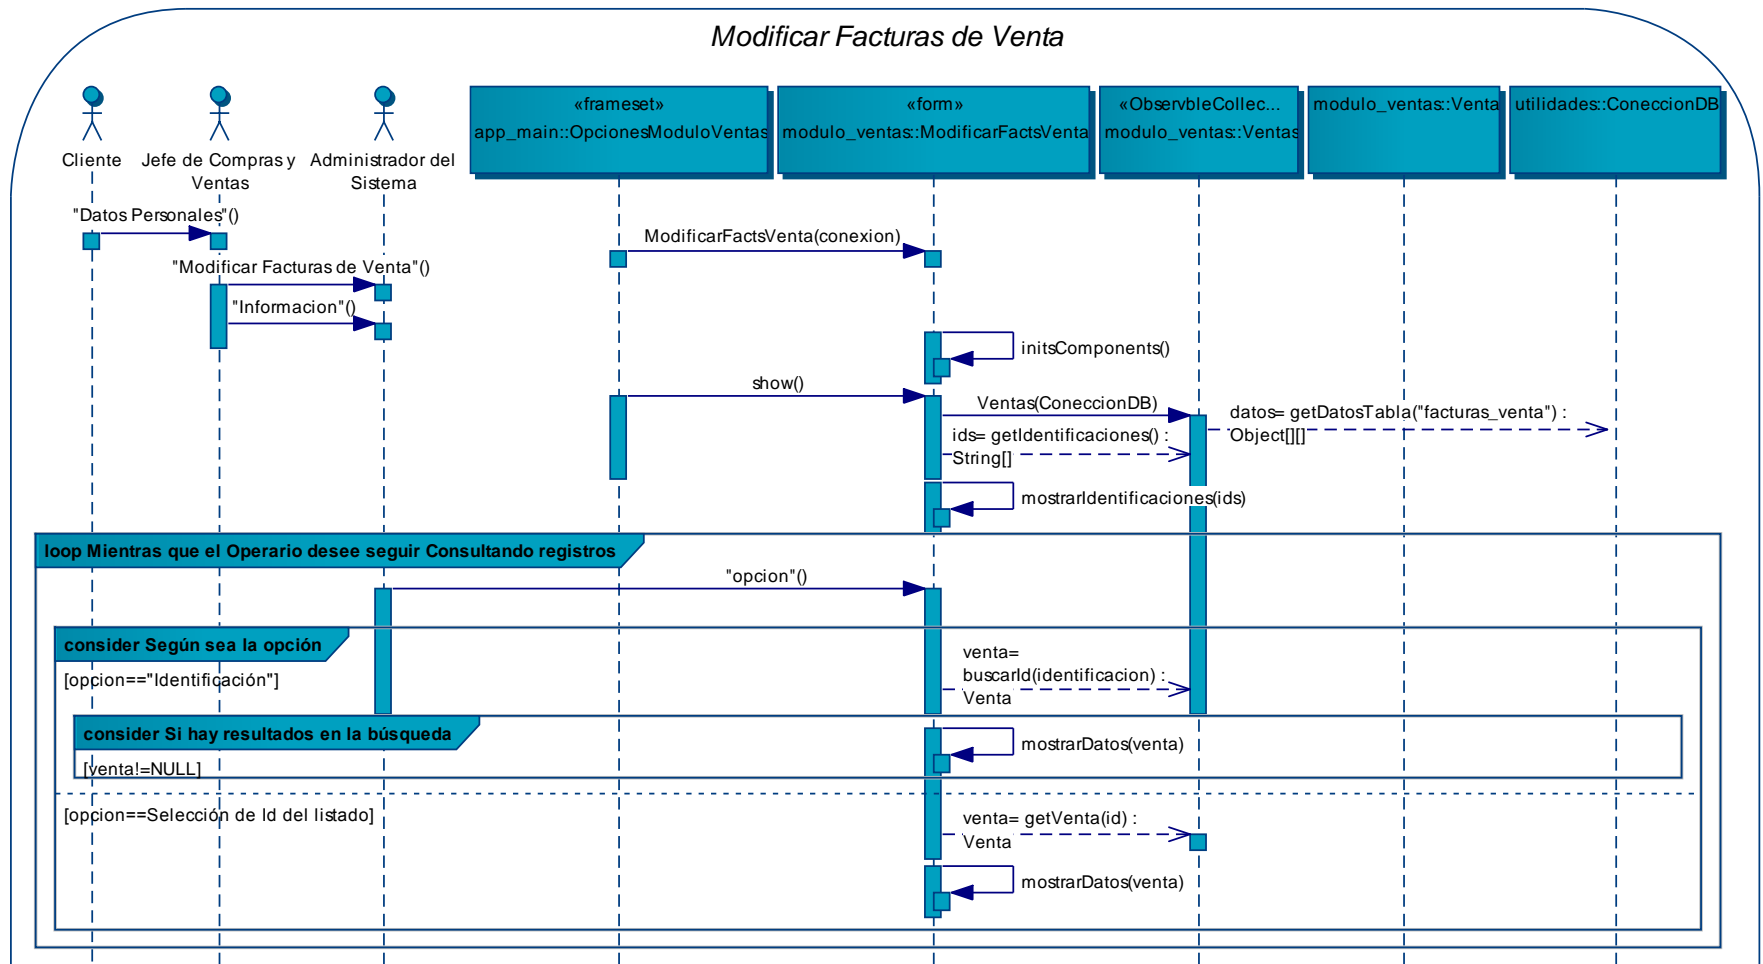 Modificar Facturas de Venta
Cliente
Jefe de Compras y
Ventas
Administrador del
Sistema
«frameset»
app_main::OpcionesModuloVentas
«form»
modulo_ventas::ModificarFactsVenta
«ObservbleCollec...
modulo_ventas::Ventas
modulo_ventas::Venta
utilidades::ConeccionDB
"Datos Personales"()
ModificarFactsVenta(conexion)
"Modificar Facturas de Venta"()
"Informacion"()
initsComponents()
show()
Ventas(ConeccionDB)
datos= getDatosTabla("facturas_venta") :
Object[][]
ids= getIdentificaciones() :
String[]
mostrarIdentificaciones(ids)
loop Mientras que el Operario desee seguir Consultando registros
"opcion"()
consider Según sea la opción
[opcion=="Identificación"]
venta=
buscarId(identificacion) :
Venta
consider Si hay resultados en la búsqueda
[venta!=NULL]
mostrarDatos(venta)
[opcion==Selección de Id del listado]
venta= getVenta(id) :
Venta
mostrarDatos(venta)